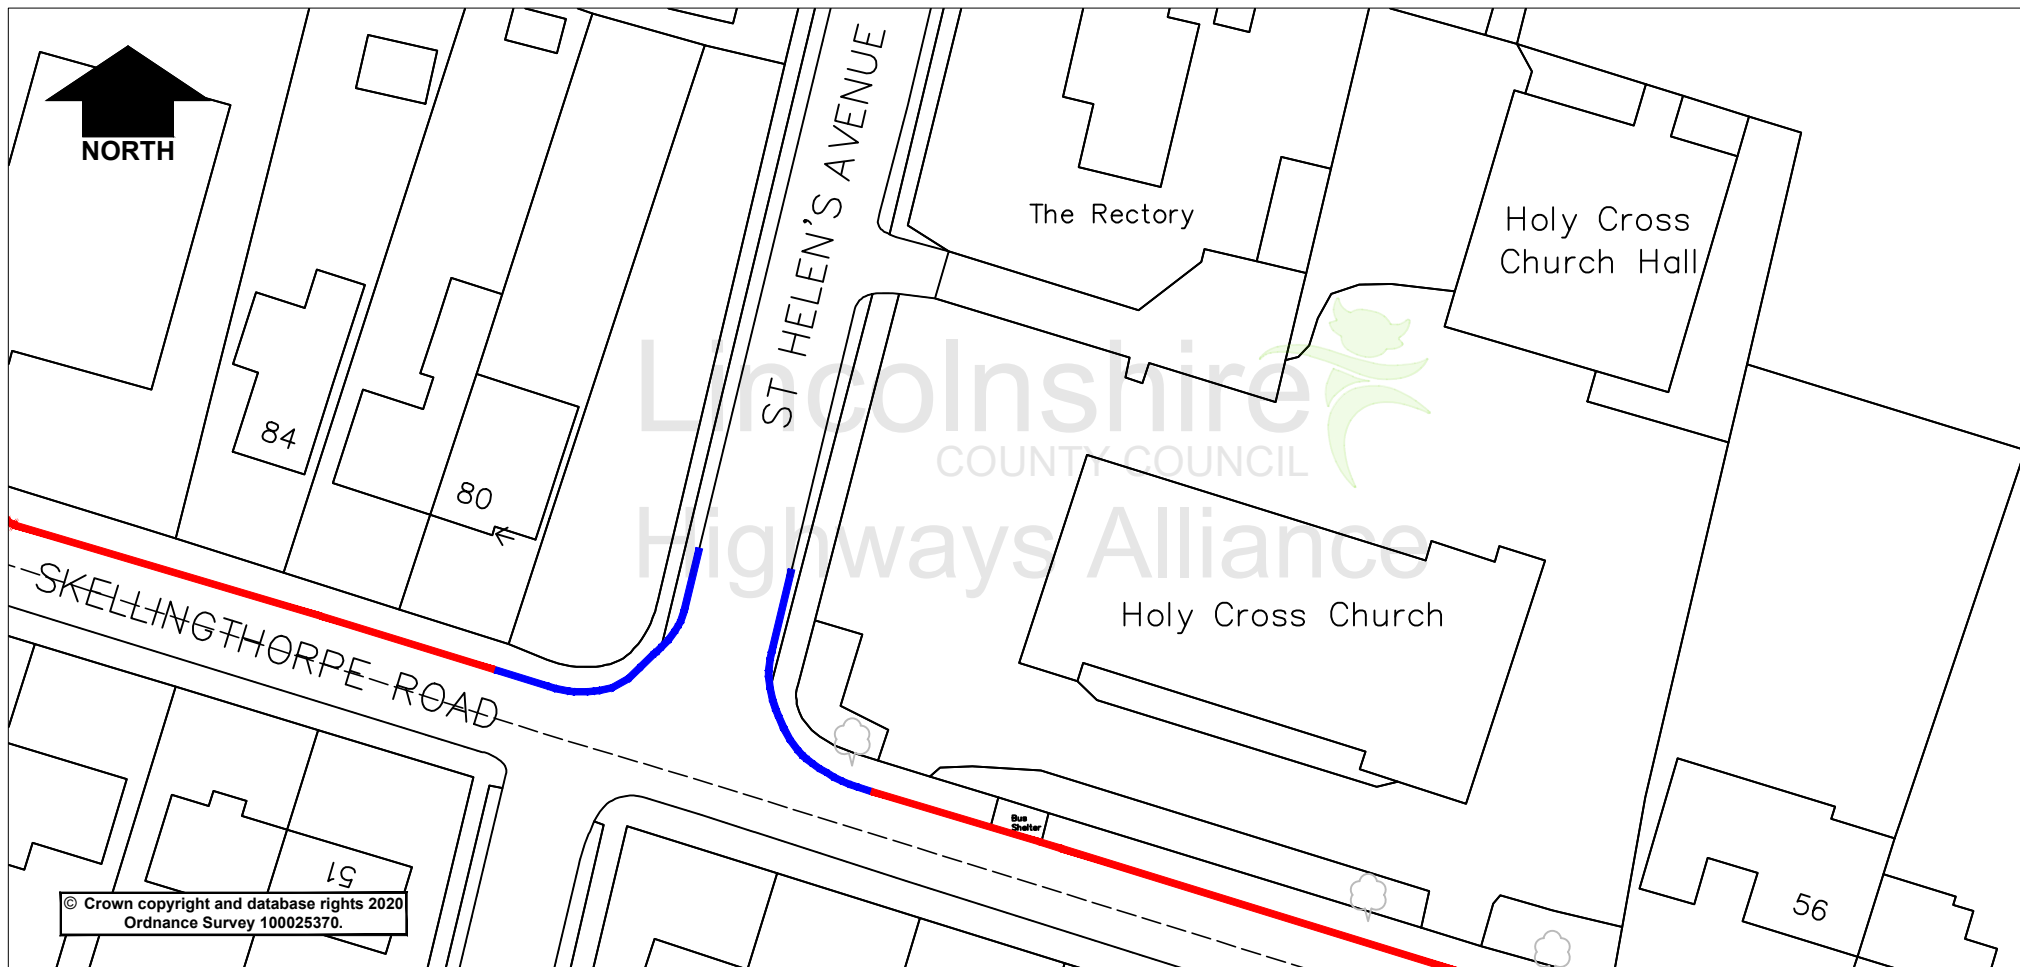 NORTH
ST HELEN'S AVENUE
The Rectory
Holy Cross
Church Hall
Lincolnshire
COUNTY COUNCIL
Highways Alliance
84
80
SKELLINGTHORPE ROAD
Holy Cross Church
Bus
Shelter
51
56
© Crown copyright and database rights 2020
Ordnance Survey 100025370.